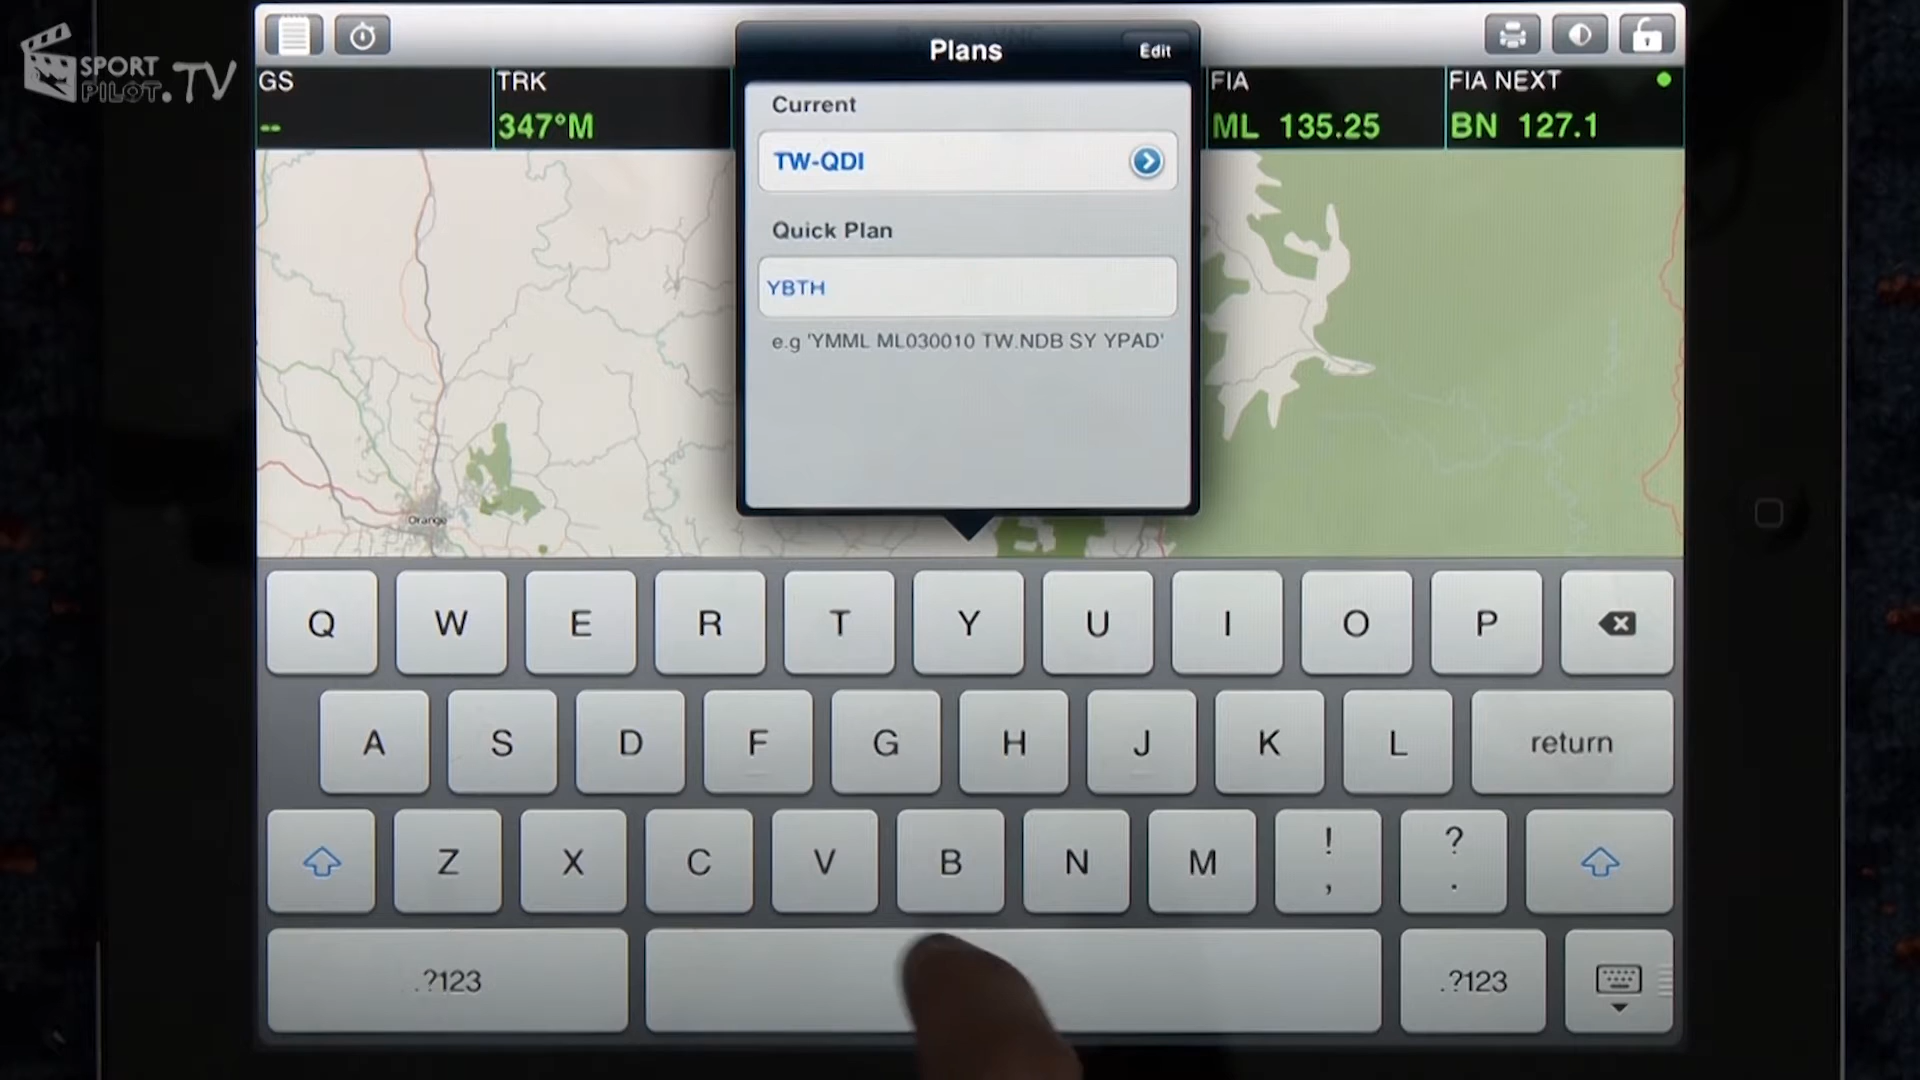 SPORT
PILOT.TV
Plans
Edit
GS
--
TRK
347°M
FIA
ML 135.25
FIA NEXT
BN 127.1
Current
TW-QDI
Quick Plan
YBTH
e.g 'YMML ML030010 TW.NDB SY YPAD'
Orange
Q W E R T Y U I O P
A S D F G H J K L return
Z X C V B N M ! , ? .
.?123 .?123